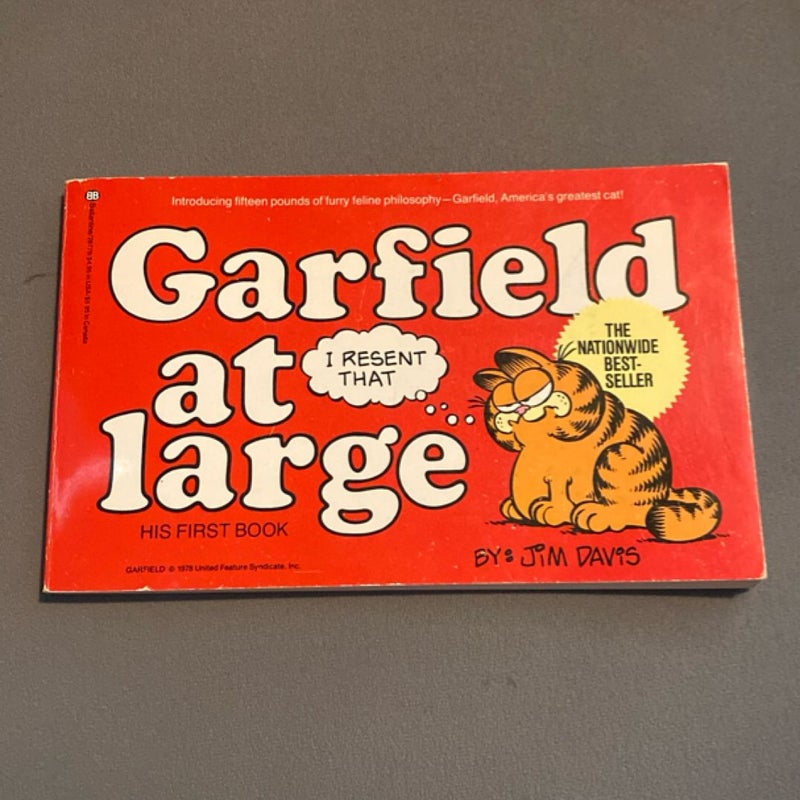 BB
Introducing fifteen pounds of furry feline philosophy—Garfield, America's greatest cat!
Garfield
at
large
I RESENT
THAT
THE
NATIONWIDE
BEST-
SELLER
HIS FIRST BOOK
BY: JIM DAVIS
GARFIELD © 1978 United Feature Syndicate, Inc.